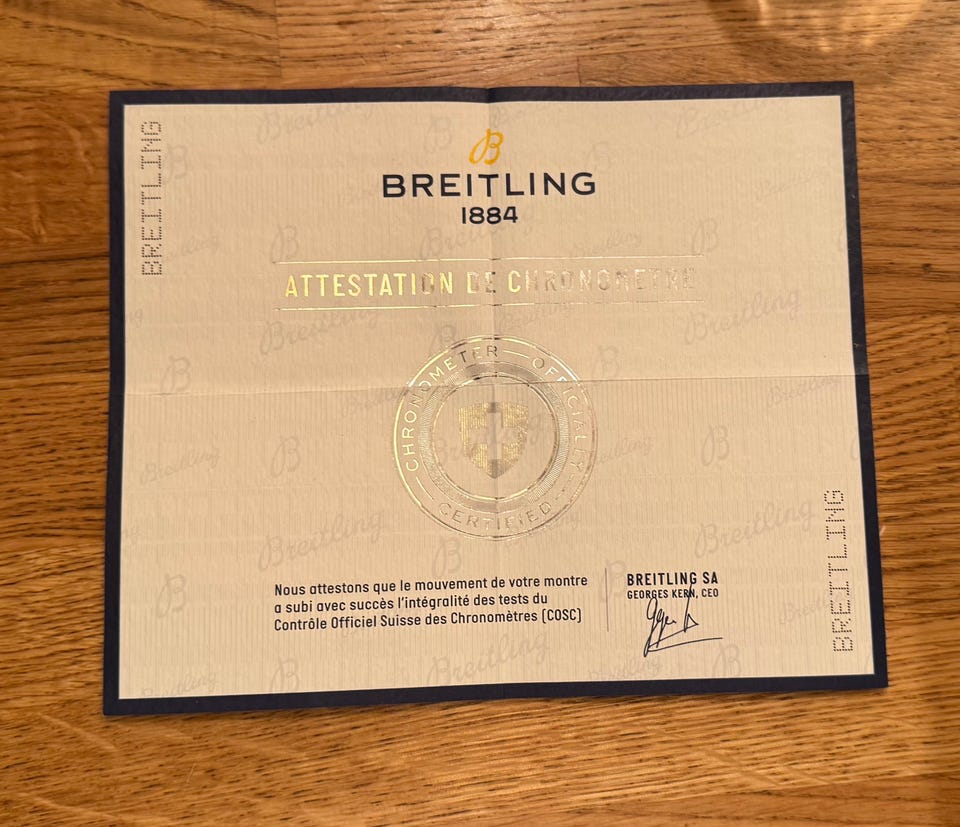 BREITLING
B
BREITLING
1884
ATTESTATION DE CHRONOMÈTRE
CHRONOMETER — OFFICIALLY — CERTIFIED —
Nous attestons que le mouvement de votre montre
a subi avec succès l'intégralité des tests du
Contrôle Officiel Suisse des Chronomètres (COSC)
BREITLING SA
GEORGES KERN, CEO
BREITLING